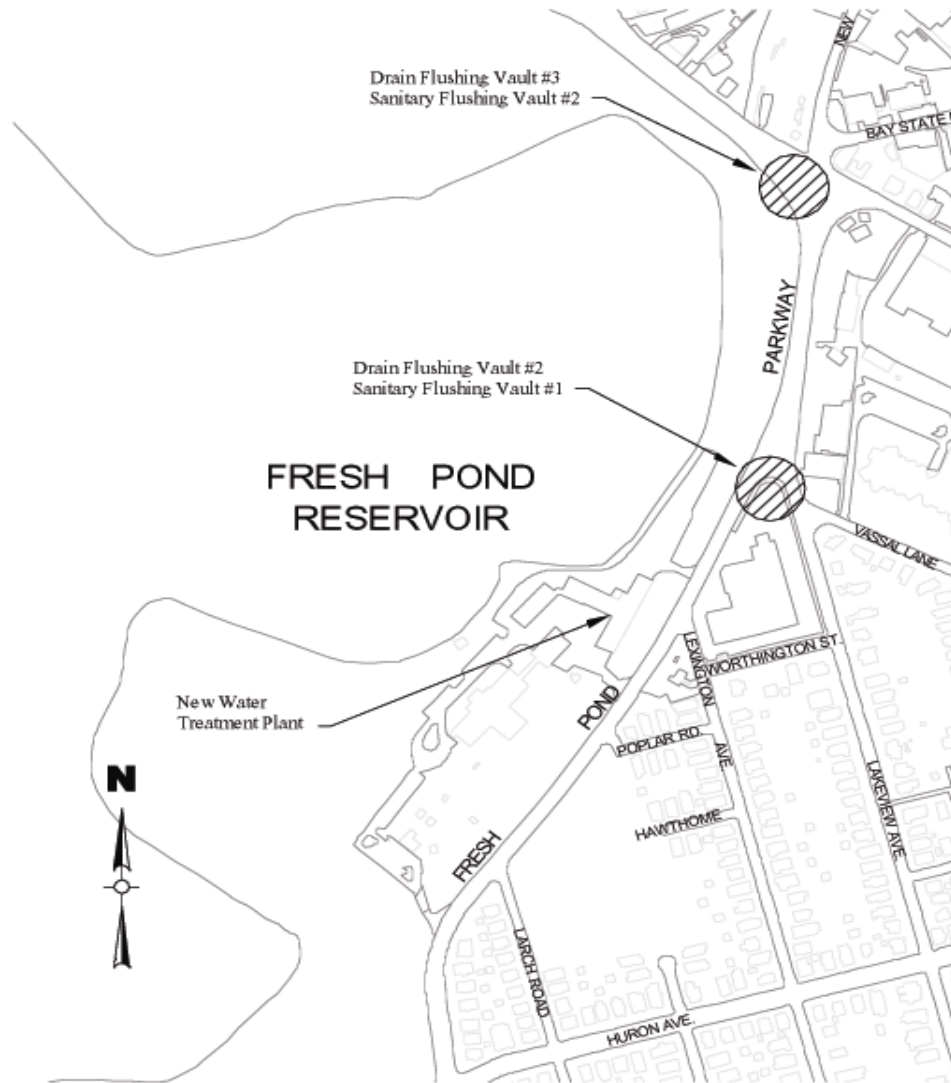 NEW
Drain Flushing Vault #3
Sanitary Flushing Vault #2
BAY STATE
PARKWAY
Drain Flushing Vault #2
Sanitary Flushing Vault #1
FRESH POND
RESERVOIR
VASSAL LANE
LEXINGTON
WORTHINGTON ST.
New Water
Treatment Plant
POND
POPLAR RD.
AVE.
N
LAKEVIEW AVE.
HAWTHOME
FRESH
LARCH ROAD
HURON AVE.